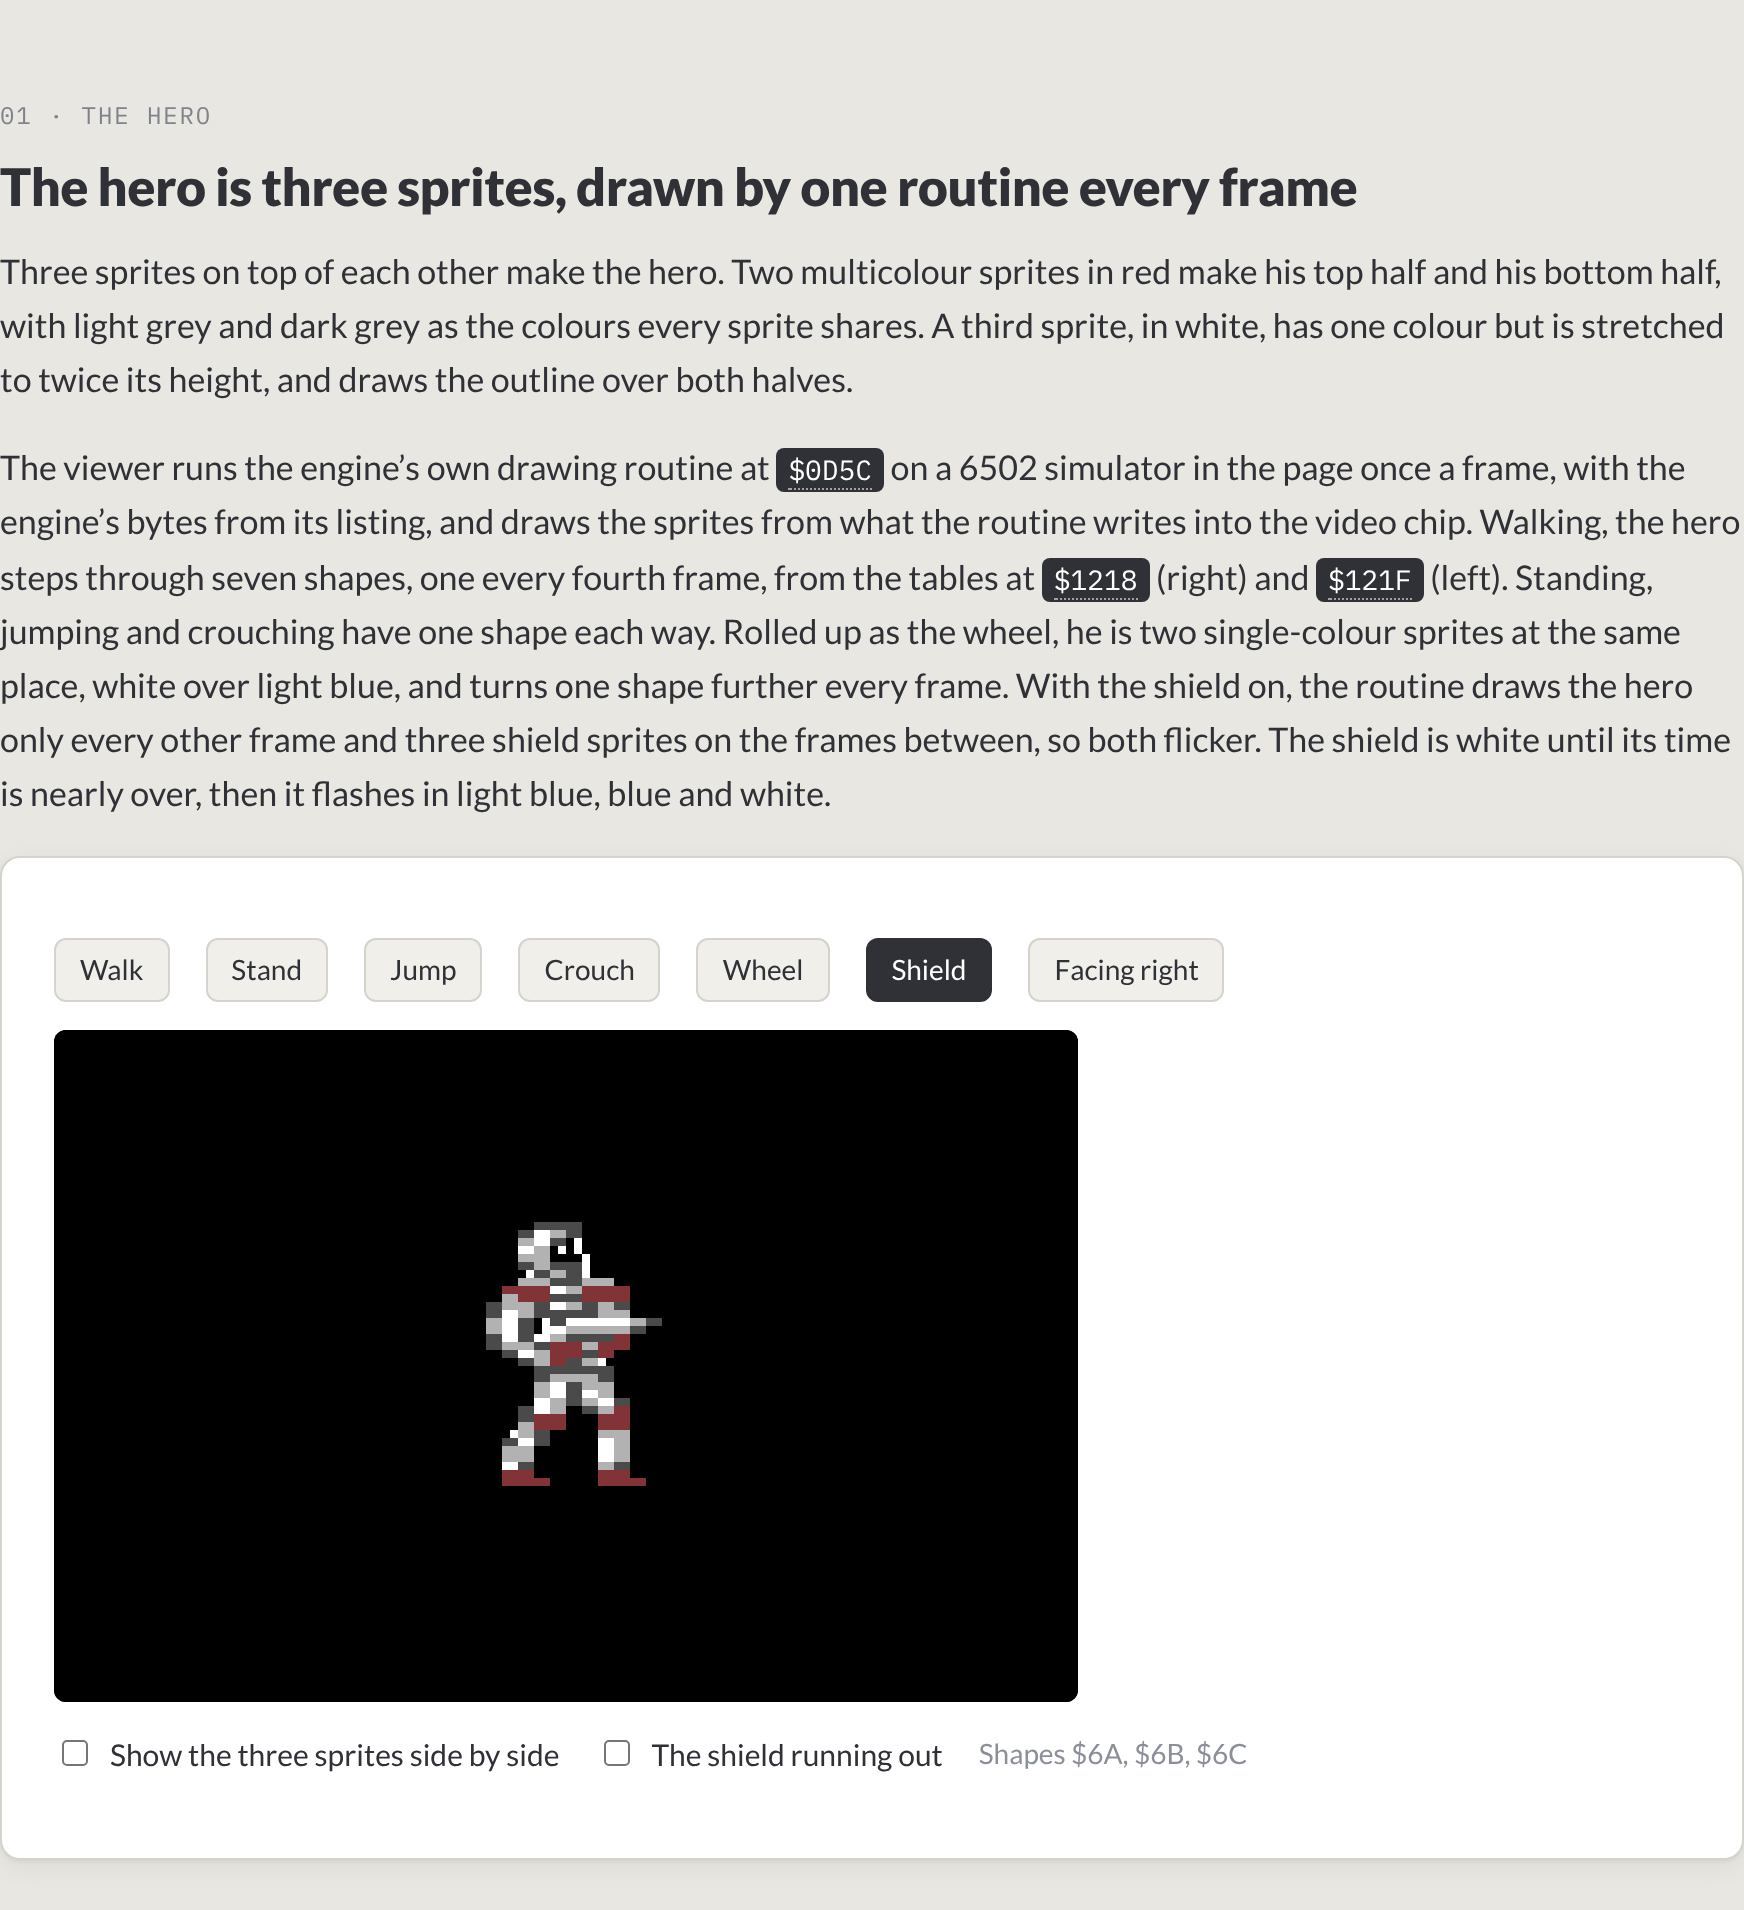 01 · THE HERO
The hero is three sprites, drawn by one routine every frame
Three sprites on top of each other make the hero. Two multicolour sprites in red make his top half and his bottom half,
with light grey and dark grey as the colours every sprite shares. A third sprite, in white, has one colour but is stretched
to twice its height, and draws the outline over both halves.
The viewer runs the engine’s own drawing routine at $0D5C on a 6502 simulator in the page once a frame, with the
engine’s bytes from its listing, and draws the sprites from what the routine writes into the video chip. Walking, the hero
steps through seven shapes, one every fourth frame, from the tables at $1218 (right) and $121F (left). Standing,
jumping and crouching have one shape each way. Rolled up as the wheel, he is two single-colour sprites at the same
place, white over light blue, and turns one shape further every frame. With the shield on, the routine draws the hero
only every other frame and three shield sprites on the frames between, so both flicker. The shield is white until its time
is nearly over, then it flashes in light blue, blue and white.
Walk Stand Jump Crouch Wheel Shield Facing right
Show the three sprites side by side The shield running out Shapes $6A, $6B, $6C